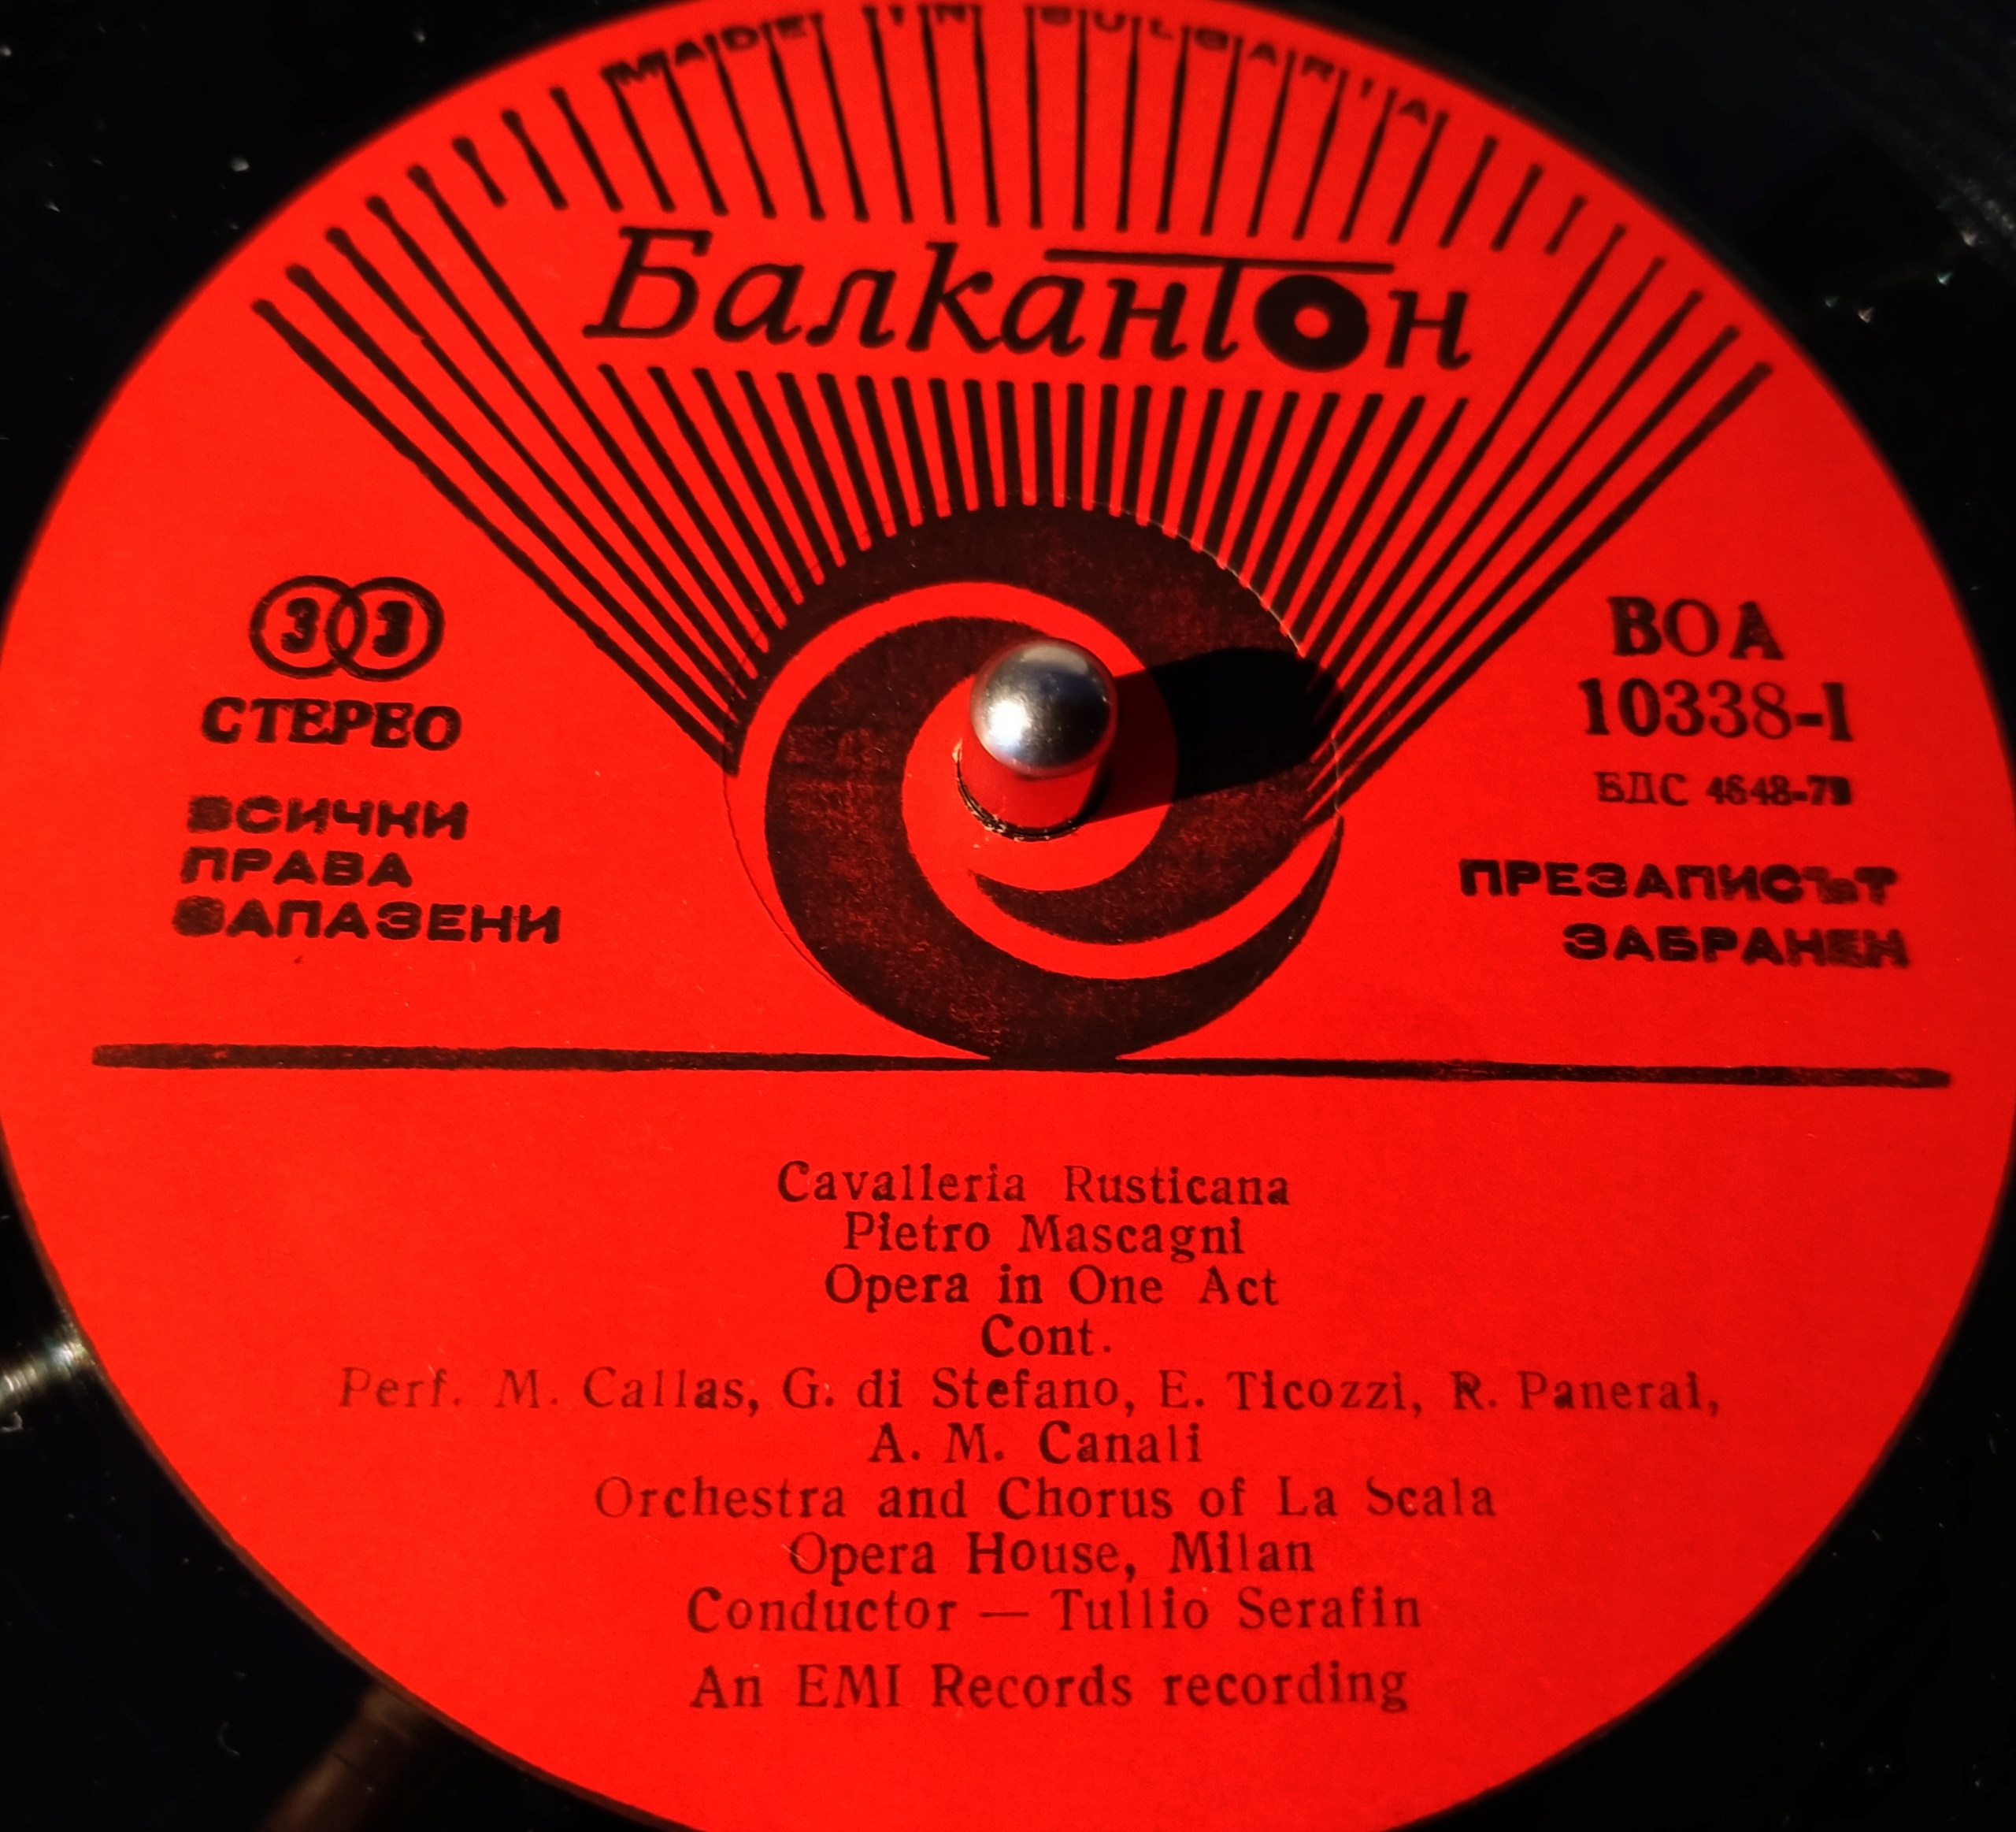 MADE IN BULGARIA
Балкантон
33
СТЕРЕО
ВСИЧКИ
ПРАВА
ЗАПАЗЕНИ
ВОА
10338-I
БДС 4648-73
ПРЕЗАПИСЪТ
ЗАБРАНЕН
Cavalleria Rusticana
Pietro Mascagni
Opera in One Act
Cont.
Perf. M. Callas, G. di Stefano, E. Ticozzi, R. Panerai,
A. M. Canali
Orchestra and Chorus of La Scala
Opera House, Milan
Conductor — Tullio Serafin
An EMI Records recording